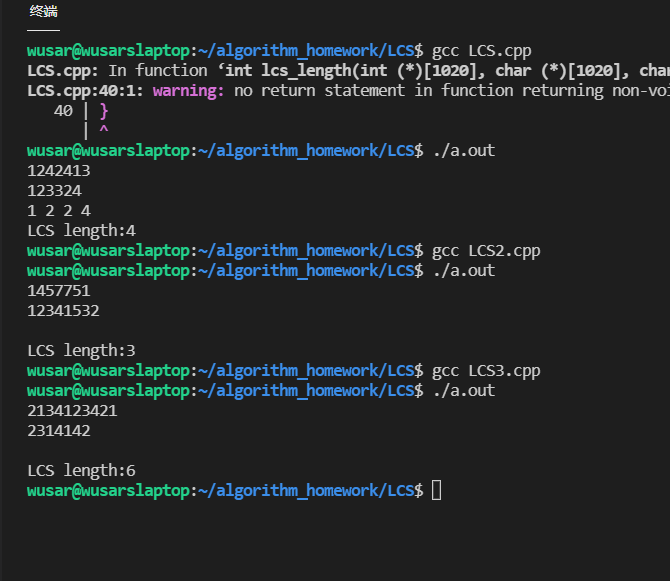 终端
wusar@wusarslaptop:~/algorithm_homework/LCS$ gcc LCS.cpp
LCS.cpp: In function ‘int lcs_length(int (*)[1020], char (*)[1020], cha
LCS.cpp:40:1: warning: no return statement in function returning non-voi
40 | }
| ^
wusar@wusarslaptop:~/algorithm_homework/LCS$ ./a.out
1242413
123324
1 2 2 4
LCS length:4
wusar@wusarslaptop:~/algorithm_homework/LCS$ gcc LCS2.cpp
wusar@wusarslaptop:~/algorithm_homework/LCS$ ./a.out
1457751
12341532
LCS length:3
wusar@wusarslaptop:~/algorithm_homework/LCS$ gcc LCS3.cpp
wusar@wusarslaptop:~/algorithm_homework/LCS$ ./a.out
2134123421
2314142
LCS length:6
wusar@wusarslaptop:~/algorithm_homework/LCS$